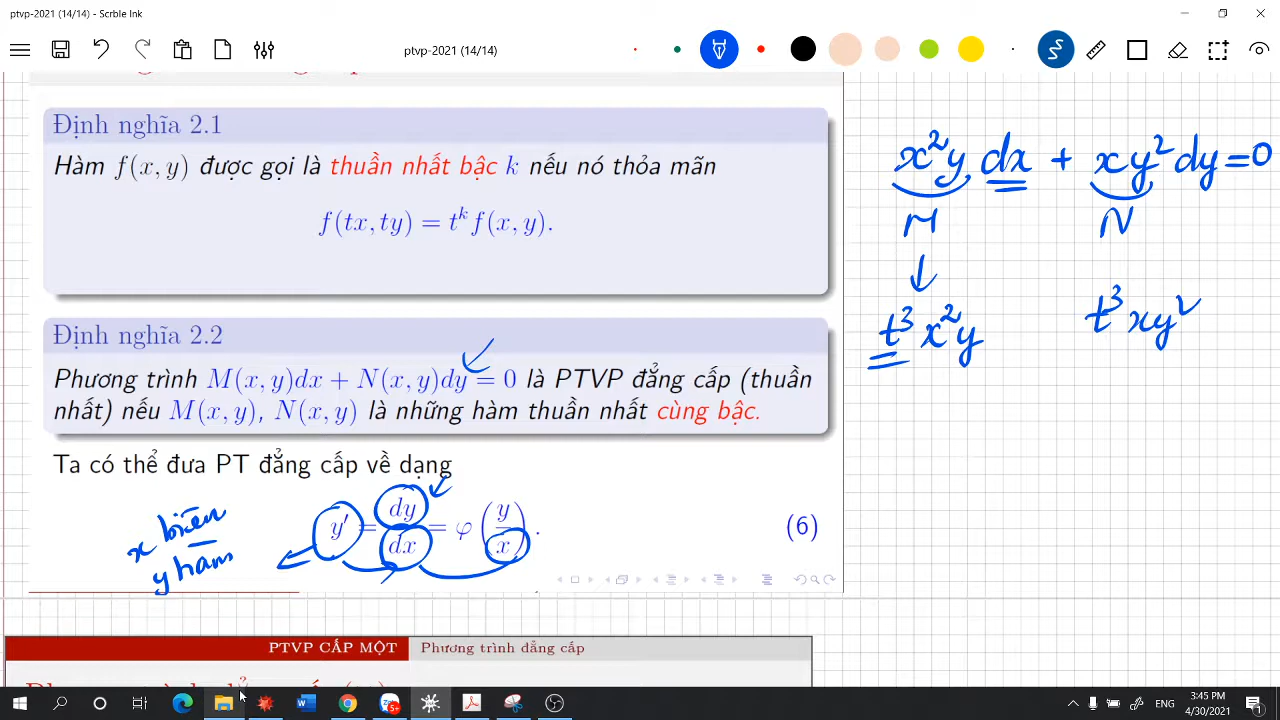 ptvp-2021 (14/14) - Scrble Ink
ptvp-2021 (14/14)
Định nghĩa 2.1
Hàm f(x, y) được gọi là thuần nhất bậc k nếu nó thỏa mãn
f(tx, ty) = t^k f(x, y).
Định nghĩa 2.2
Phương trình M(x, y)dx + N(x, y)dy = 0 là PTVP đẳng cấp (thuần
nhất) nếu M(x, y), N(x, y) là những hàm thuần nhất cùng bậc.
Ta có thể đưa PT đẳng cấp về dạng
y′ = dy/dx = φ(y/x). (6)
x biến
y hàm
x²y dx + xy² dy = 0
M N
t³x²y t³xy²
PTVP CẤP MỘT Phương trình đẳng cấp
ENG
3:45 PM
4/30/2021